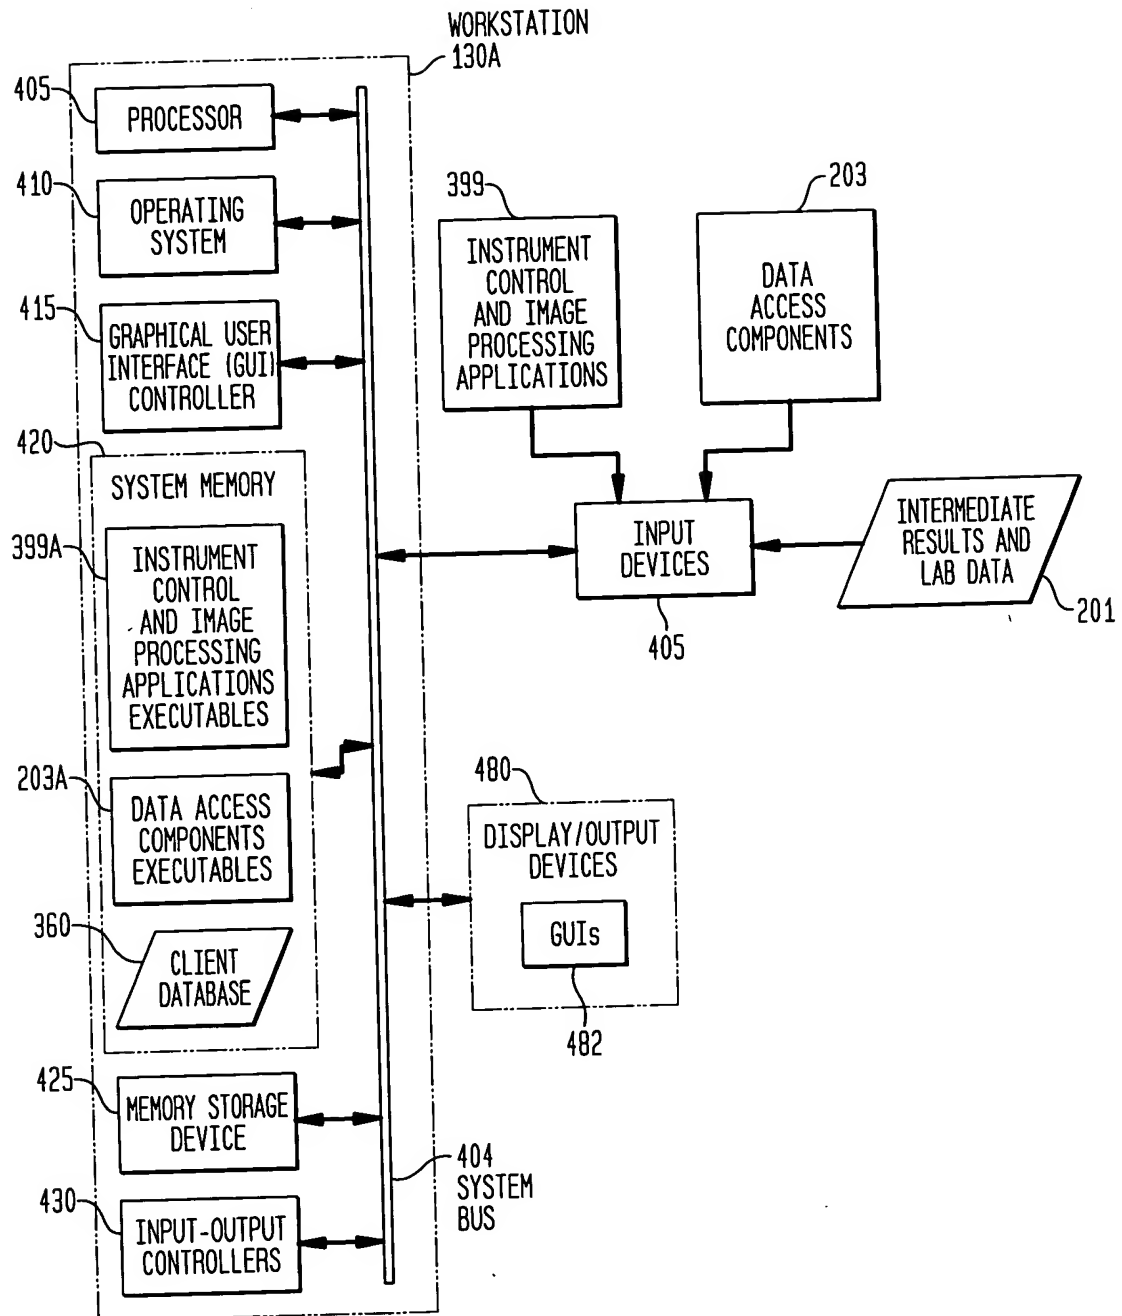 WORKSTATION
130A
405
PROCESSOR
410
OPERATING
SYSTEM
415
GRAPHICAL USER
INTERFACE (GUI)
CONTROLLER
420
SYSTEM MEMORY
399A
INSTRUMENT
CONTROL
AND IMAGE
PROCESSING
APPLICATIONS
EXECUTABLES
203A
DATA ACCESS
COMPONENTS
EXECUTABLES
360
CLIENT
DATABASE
425
MEMORY STORAGE
DEVICE
430
INPUT-OUTPUT
CONTROLLERS
404
SYSTEM
BUS
399
INSTRUMENT
CONTROL
AND IMAGE
PROCESSING
APPLICATIONS
203
DATA
ACCESS
COMPONENTS
INPUT
DEVICES
405
INTERMEDIATE
RESULTS AND
LAB DATA
201
480
DISPLAY/OUTPUT
DEVICES
GUIs
482